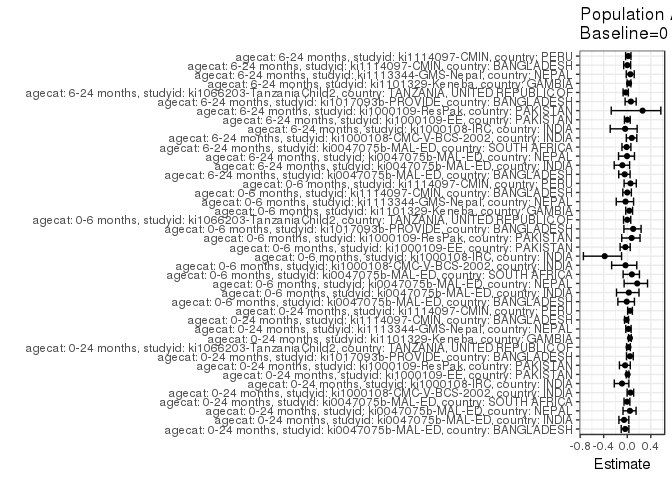 Population A
Baseline=0
agecat: 6-24 months, studyid: ki1114097-CMIN, country: PERU
agecat: 6-24 months, studyid: ki1114097-CMIN, country: BANGLADESH
agecat: 6-24 months, studyid: ki1113344-GMS-Nepal, country: NEPAL
agecat: 6-24 months, studyid: ki1101329-Keneba, country: GAMBIA
agecat: 6-24 months, studyid: ki1066203-TanzaniaChild2, country: TANZANIA, UNITED REPUBLIC OF
agecat: 6-24 months, studyid: ki1017093b-PROVIDE, country: BANGLADESH
agecat: 6-24 months, studyid: ki1000109-ResPak, country: PAKISTAN
agecat: 6-24 months, studyid: ki1000109-EE, country: PAKISTAN
agecat: 6-24 months, studyid: ki1000108-IRC, country: INDIA
agecat: 6-24 months, studyid: ki1000108-CMC-V-BCS-2002, country: INDIA
agecat: 6-24 months, studyid: ki0047075b-MAL-ED, country: SOUTH AFRICA
agecat: 6-24 months, studyid: ki0047075b-MAL-ED, country: NEPAL
agecat: 6-24 months, studyid: ki0047075b-MAL-ED, country: INDIA
agecat: 6-24 months, studyid: ki0047075b-MAL-ED, country: BANGLADESH
agecat: 0-6 months, studyid: ki1114097-CMIN, country: PERU
agecat: 0-6 months, studyid: ki1114097-CMIN, country: BANGLADESH
agecat: 0-6 months, studyid: ki1113344-GMS-Nepal, country: NEPAL
agecat: 0-6 months, studyid: ki1101329-Keneba, country: GAMBIA
agecat: 0-6 months, studyid: ki1066203-TanzaniaChild2, country: TANZANIA, UNITED REPUBLIC OF
agecat: 0-6 months, studyid: ki1017093b-PROVIDE, country: BANGLADESH
agecat: 0-6 months, studyid: ki1000109-ResPak, country: PAKISTAN
agecat: 0-6 months, studyid: ki1000109-EE, country: PAKISTAN
agecat: 0-6 months, studyid: ki1000108-IRC, country: INDIA
agecat: 0-6 months, studyid: ki1000108-CMC-V-BCS-2002, country: INDIA
agecat: 0-6 months, studyid: ki0047075b-MAL-ED, country: SOUTH AFRICA
agecat: 0-6 months, studyid: ki0047075b-MAL-ED, country: NEPAL
agecat: 0-6 months, studyid: ki0047075b-MAL-ED, country: INDIA
agecat: 0-6 months, studyid: ki0047075b-MAL-ED, country: BANGLADESH
agecat: 0-24 months, studyid: ki1114097-CMIN, country: PERU
agecat: 0-24 months, studyid: ki1114097-CMIN, country: BANGLADESH
agecat: 0-24 months, studyid: ki1113344-GMS-Nepal, country: NEPAL
agecat: 0-24 months, studyid: ki1101329-Keneba, country: GAMBIA
agecat: 0-24 months, studyid: ki1066203-TanzaniaChild2, country: TANZANIA, UNITED REPUBLIC OF
agecat: 0-24 months, studyid: ki1017093b-PROVIDE, country: BANGLADESH
agecat: 0-24 months, studyid: ki1000109-ResPak, country: PAKISTAN
agecat: 0-24 months, studyid: ki1000109-EE, country: PAKISTAN
agecat: 0-24 months, studyid: ki1000108-IRC, country: INDIA
agecat: 0-24 months, studyid: ki1000108-CMC-V-BCS-2002, country: INDIA
agecat: 0-24 months, studyid: ki0047075b-MAL-ED, country: SOUTH AFRICA
agecat: 0-24 months, studyid: ki0047075b-MAL-ED, country: NEPAL
agecat: 0-24 months, studyid: ki0047075b-MAL-ED, country: INDIA
agecat: 0-24 months, studyid: ki0047075b-MAL-ED, country: BANGLADESH
-0.8 -0.4 0.0 0.4
Estimate